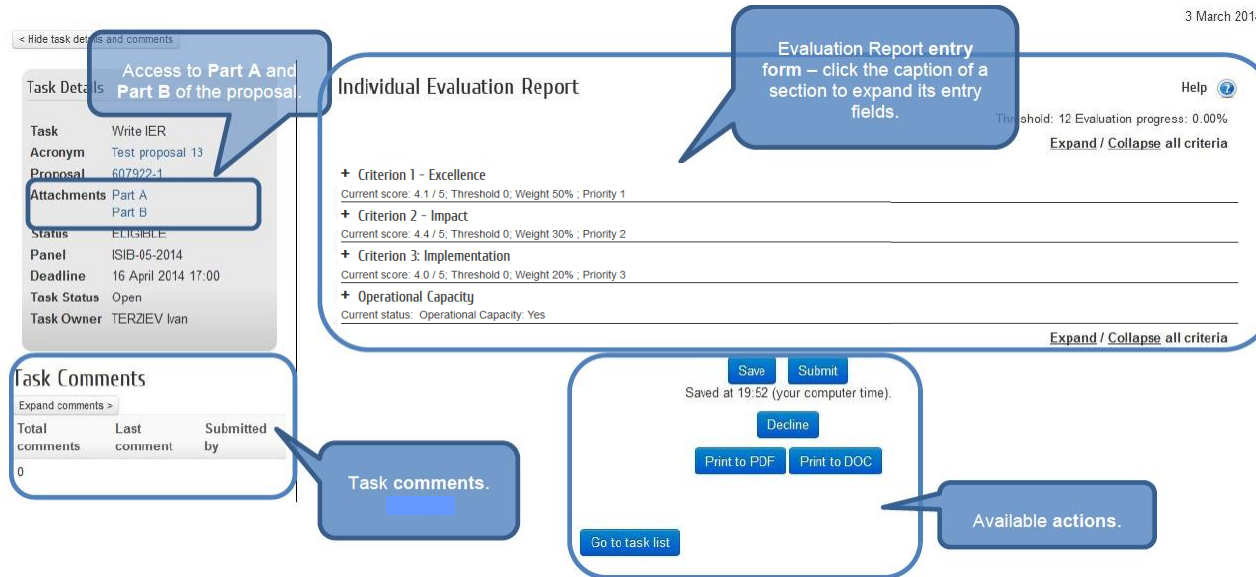 3 March 2014
< Hide task details and comments
Access to Part A and
Part B of the proposal.
Task Details
Task Write IER
Acronym Test proposal 13
Proposal 607922-1
Attachments Part A
Part B
Status ELIGIBLE
Panel ISIB-05-2014
Deadline 16 April 2014 17:00
Task Status Open
Task Owner TERZIEV Ivan
Task Comments
Expand comments >
Total Last Submitted
comments comment by
0
Task comments.
Evaluation Report entry
form – click the caption of a
section to expand its entry
fields.
Individual Evaluation Report
Help
Threshold: 12 Evaluation progress: 0.00%
Expand / Collapse all criteria
+ Criterion 1 - Excellence
Current score: 4.1 / 5; Threshold 0; Weight 50% ; Priority 1
+ Criterion 2 - Impact
Current score: 4.4 / 5; Threshold 0; Weight 30% ; Priority 2
+ Criterion 3: Implementation
Current score: 4.0 / 5; Threshold 0; Weight 20% ; Priority 3
+ Operational Capacity
Current status: Operational Capacity: Yes
Expand / Collapse all criteria
Save Submit
Saved at 19:52 (your computer time).
Decline
Print to PDF Print to DOC
Go to task list
Available actions.